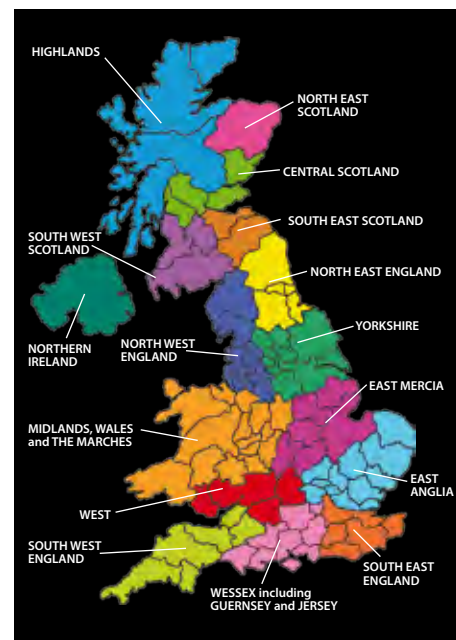 HIGHLANDS
NORTH EAST
SCOTLAND
CENTRAL SCOTLAND
SOUTH EAST SCOTLAND
SOUTH WEST
SCOTLAND
NORTH EAST ENGLAND
YORKSHIRE
NORTHERN
IRELAND
NORTH WEST
ENGLAND
EAST MERCIA
MIDLANDS, WALES
and THE MARCHES
EAST
ANGLIA
WEST
SOUTH WEST
ENGLAND
SOUTH EAST
ENGLAND
WESSEX including
GUERNSEY and JERSEY